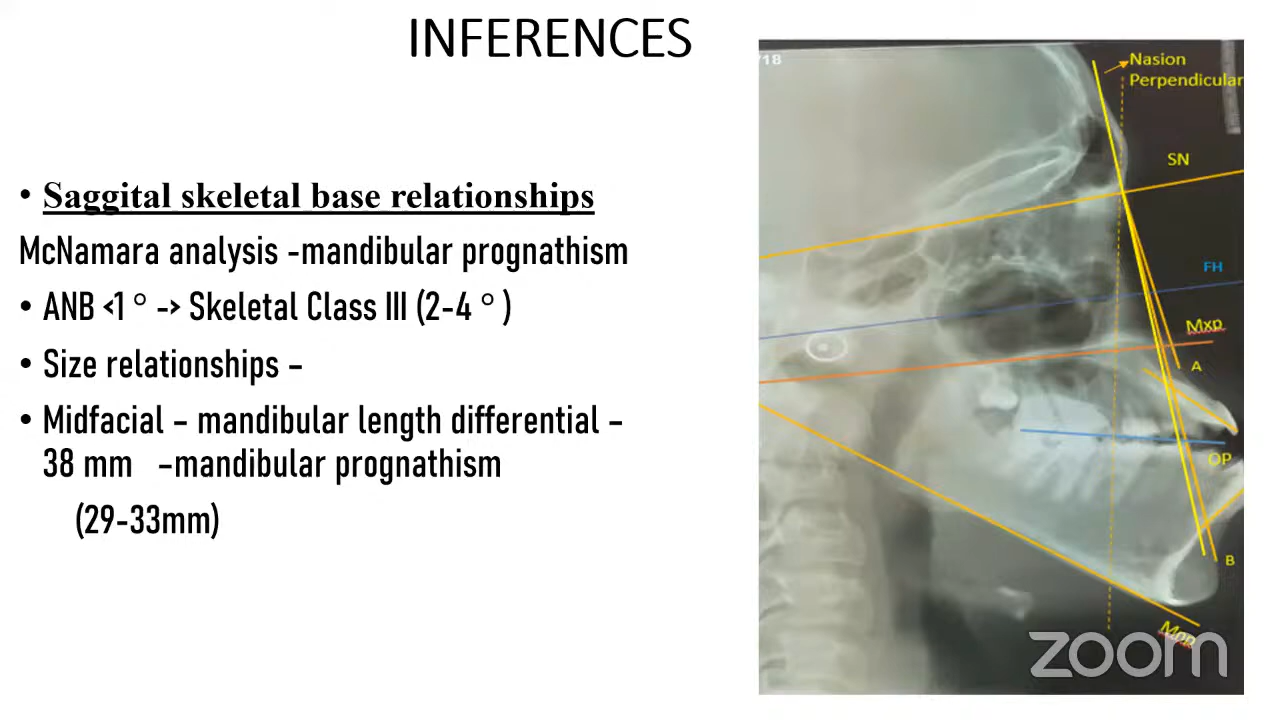 INFERENCES
• Saggital skeletal base relationships
McNamara analysis -mandibular prognathism
• ANB <1 ° -> Skeletal Class III (2-4 ° )
• Size relationships –
• Midfacial – mandibular length differential –
38 mm –mandibular prognathism
(29-33mm)
/18
Nasion
Perpendicular
SN
FH
Mxp
A
OP
B
zoom